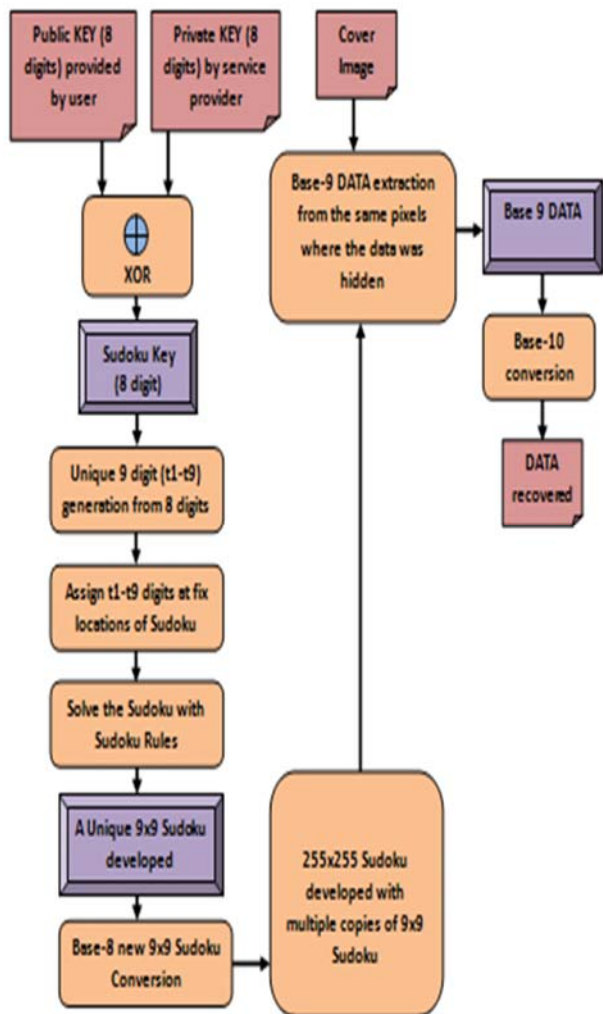 Public KEY (8
digits) provided
by user
Private KEY (8
digits) by service
provider
Cover
Image
XOR
Sudoku Key
(8 digit)
Unique 9 digit (t1-t9)
generation from 8 digits
Assign t1-t9 digits at fix
locations of Sudoku
Solve the Sudoku with
Sudoku Rules
A Unique 9x9 Sudoku
developed
Base-8 new 9x9 Sudoku
Conversion
255x255 Sudoku
developed with
multiple copies of 9x9
Sudoku
Base-9 DATA extraction
from the same pixels
where the data was
hidden
Base 9 DATA
Base-10
conversion
DATA
recovered